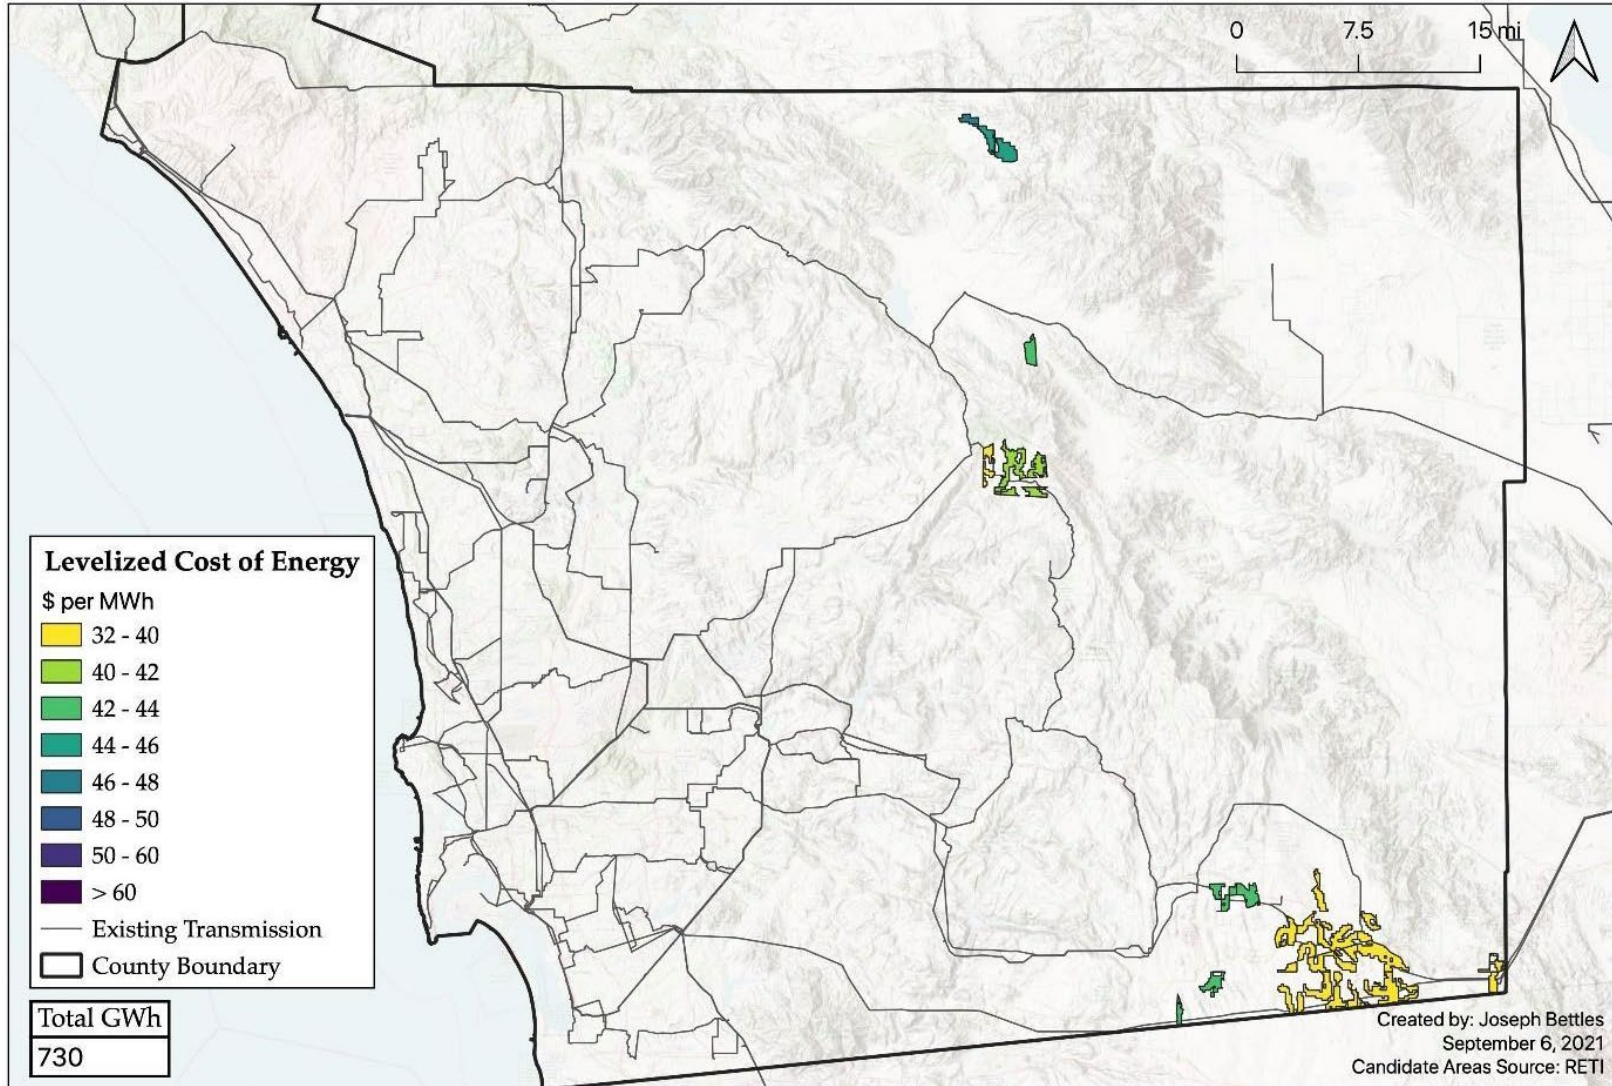 0 7.5 15 mi
Levelized Cost of Energy
$ per MWh
32 - 40
40 - 42
42 - 44
44 - 46
46 - 48
48 - 50
50 - 60
> 60
Existing Transmission
County Boundary
Total GWh
730
Created by: Joseph Bettles
September 6, 2021
Candidate Areas Source: RETI